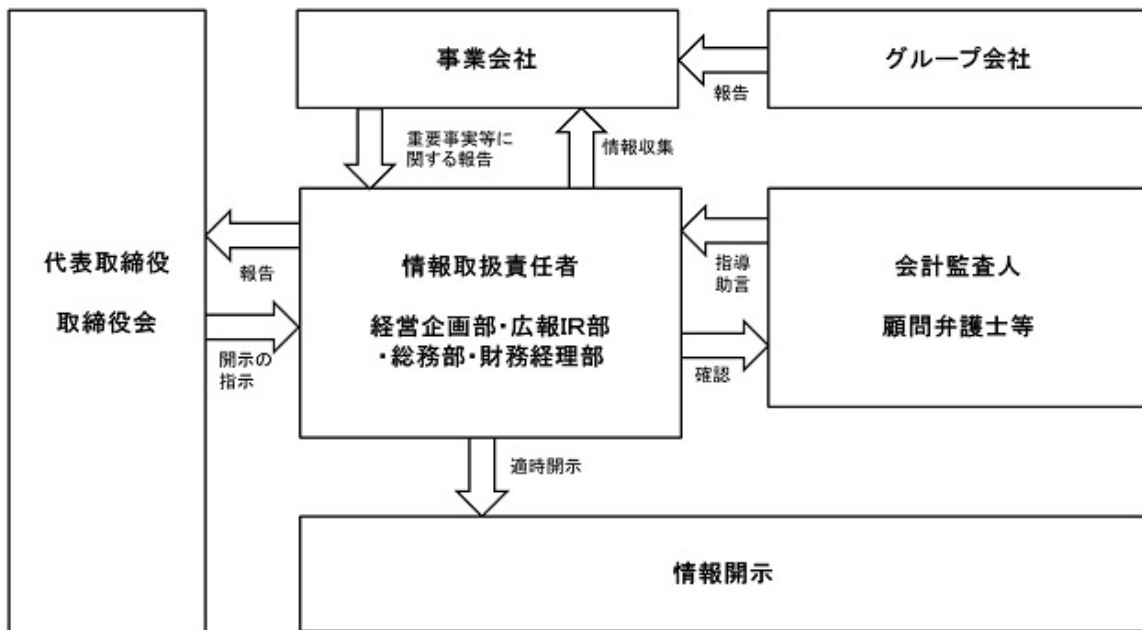 事業会社
グループ会社
報告
重要事実等に
関する報告
情報収集
代表取締役
取締役会
報告
開示の
指示
情報取扱責任者
経営企画部・広報IR部
・総務部・財務経理部
指導
助言
確認
会計監査人
顧問弁護士等
適時開示
情報開示